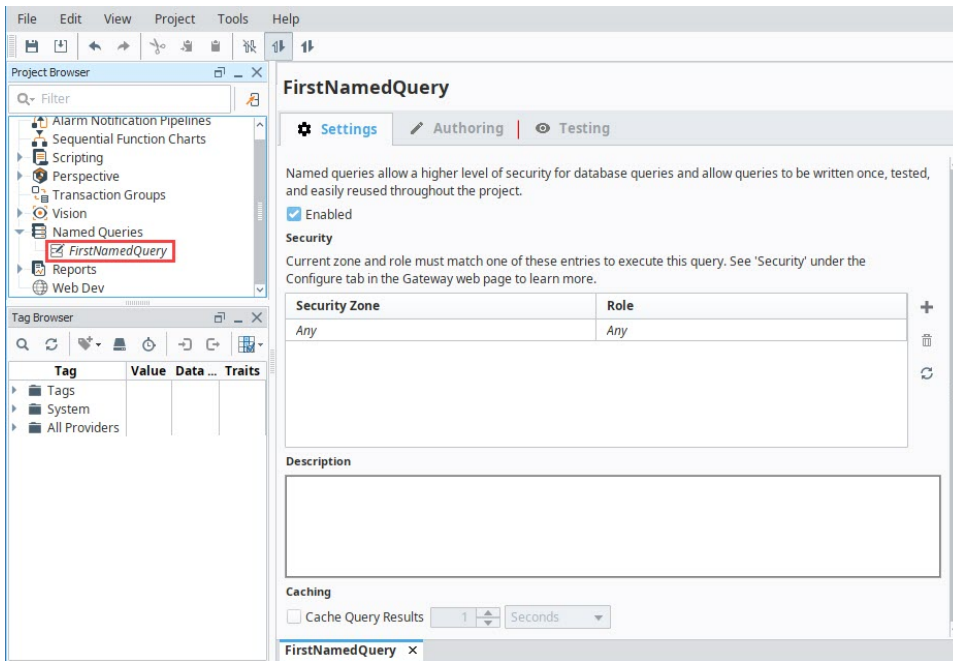 File Edit View Project Tools Help
Project Browser
Filter
Alarm Notification Pipelines
Sequential Function Charts
Scripting
Perspective
Transaction Groups
Vision
Named Queries
FirstNamedQuery
Reports
Web Dev
Tag Browser
Tag Value Data ... Traits
Tags
System
All Providers
FirstNamedQuery
Settings Authoring Testing
Named queries allow a higher level of security for database queries and allow queries to be written once, tested,
and easily reused throughout the project.
Enabled
Security
Current zone and role must match one of these entries to execute this query. See 'Security' under the
Configure tab in the Gateway web page to learn more.
Security Zone Role
Any Any
Description
Caching
Cache Query Results 1 Seconds
FirstNamedQuery